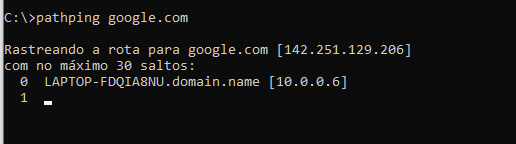 C:\>pathping google.com
Rastreando a rota para google.com [142.251.129.206]
com no máximo 30 saltos:
0 LAPTOP-FDQIA8NU.domain.name [10.0.0.6]
1